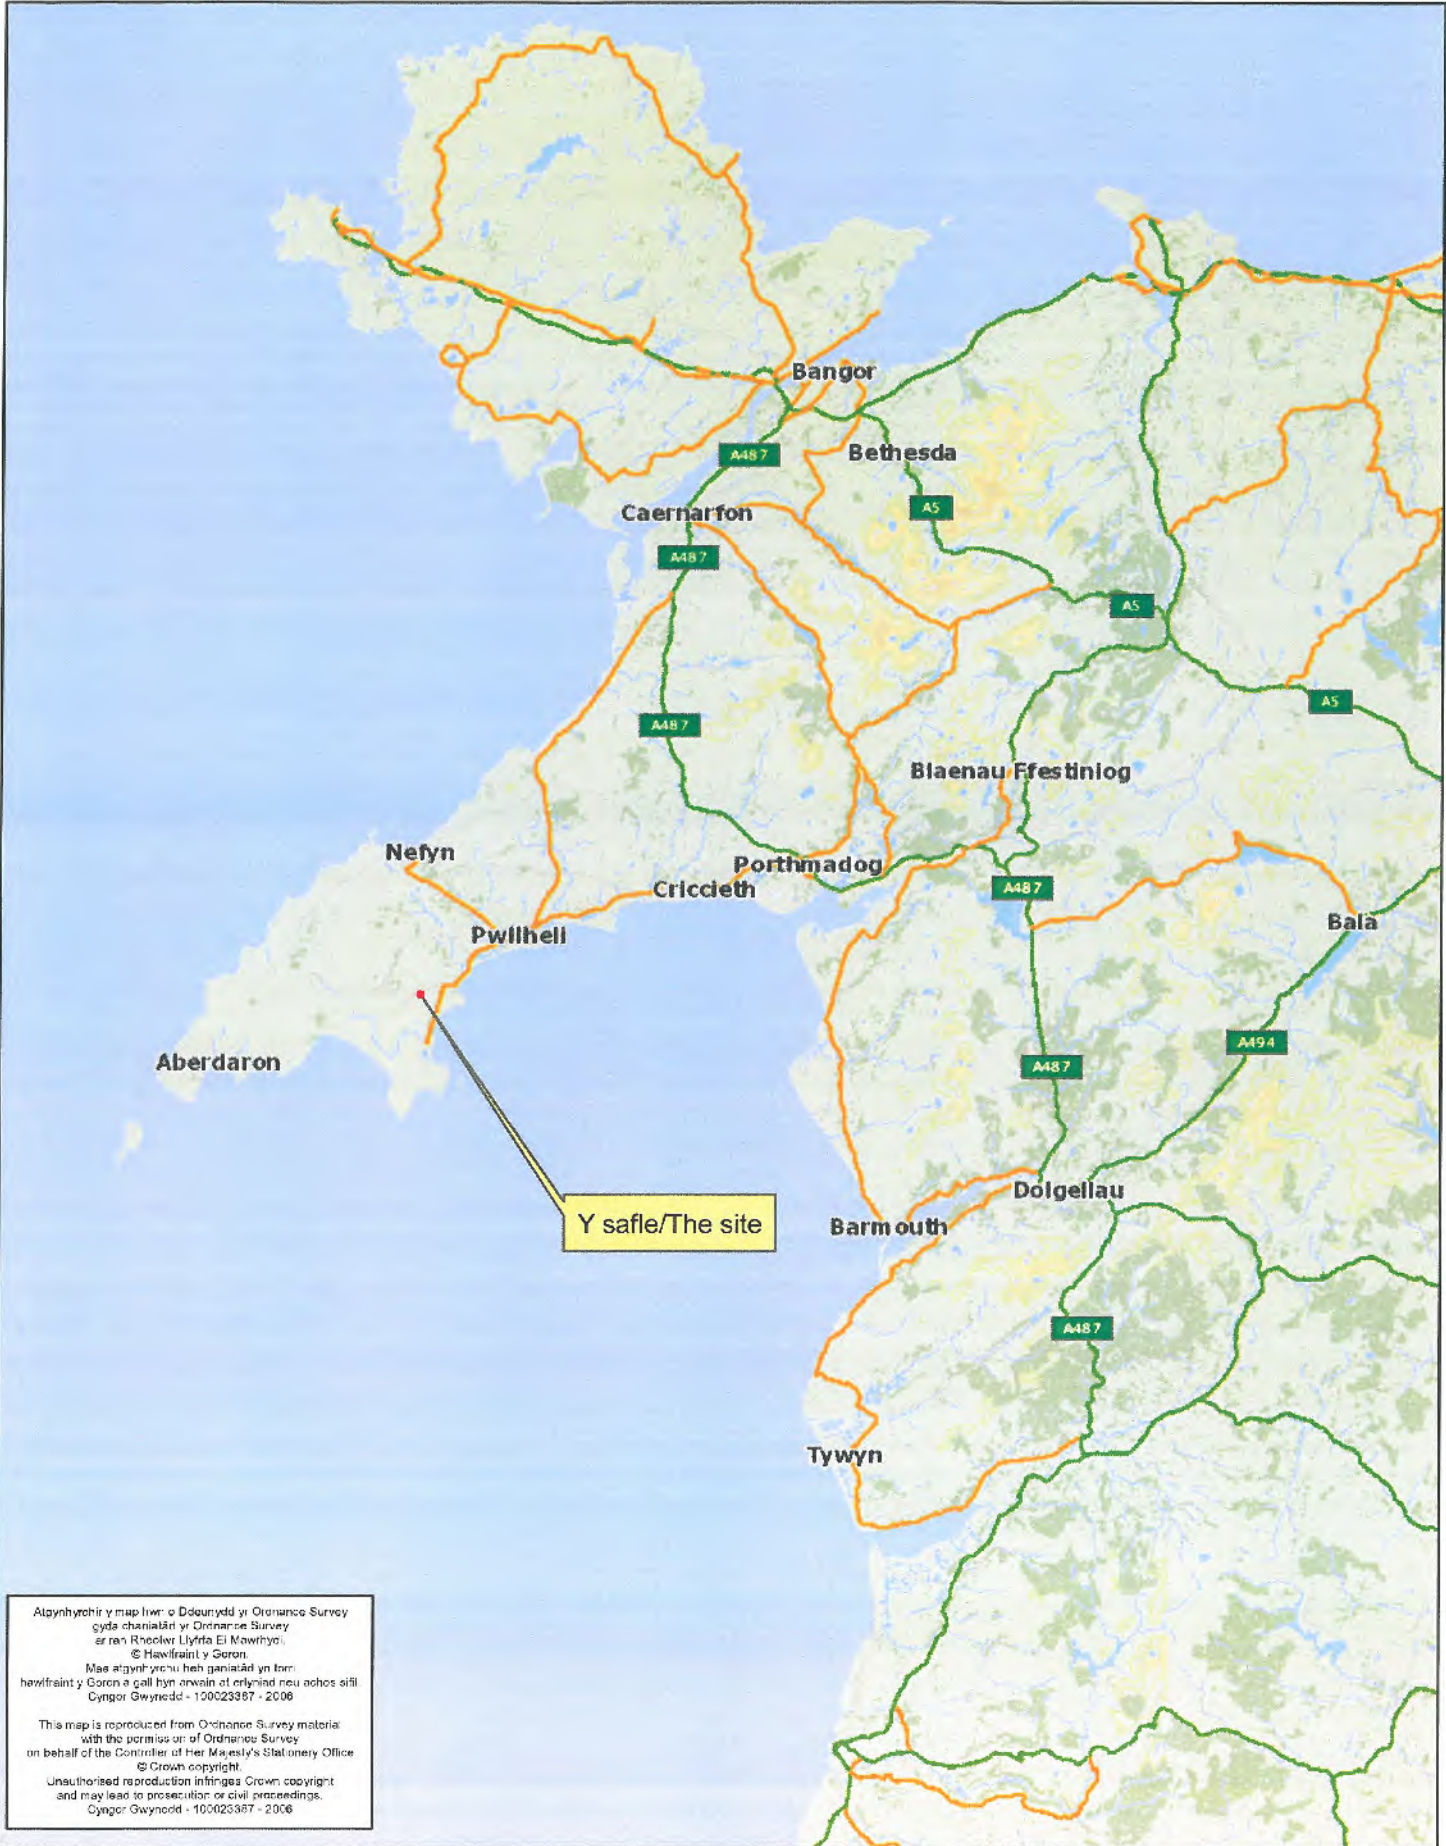 Bangor
A487
Bethesda
A5
Caernarfon
A487
A5
A5
A487
Blaenau Ffestiniog
Nefyn
Porthmadog
Criccieth
A487
Bala
Pwllheli
A494
Aberdaron
A487
Dolgellau
Y safle/The site
Barmouth
A487
Tywyn
Atgynhyrchir y map hwn o Ddeunydd yr Ordnance Survey
gyda chaniatâd yr Ordnance Survey
ar ran Rheolwr Llyfrfa Ei Mawrhydi.
© Hawlfraint y Goron.
Mae atgynhyrchu heb ganiatâd yn torri
hawlfraint y Goron a gall hyn arwain at erlyniad neu achos sifil.
Cyngor Gwynedd - 100023387 - 2006
This map is reproduced from Ordnance Survey material
with the permission of Ordnance Survey
on behalf of the Controller of Her Majesty's Stationery Office
© Crown copyright.
Unauthorised reproduction infringes Crown copyright
and may lead to prosecution or civil proceedings.
Cyngor Gwynedd - 100023387 - 2006